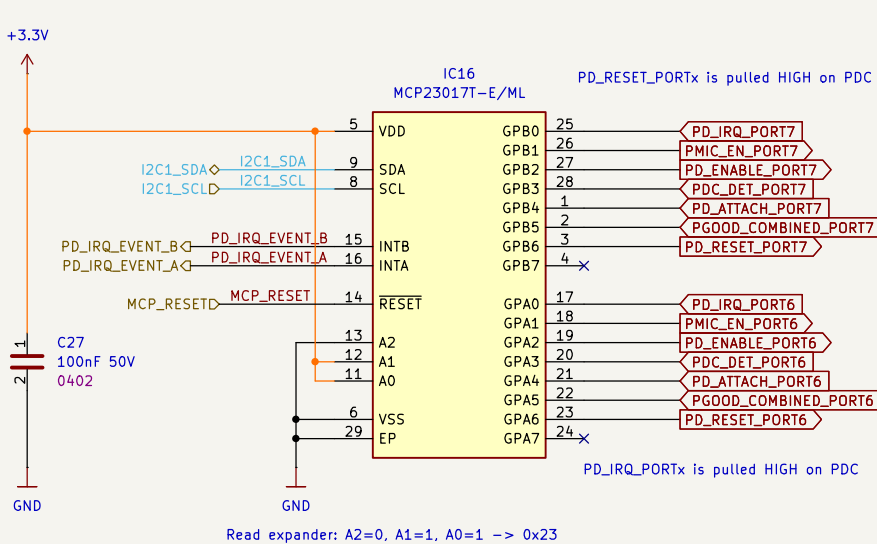 +3.3V
IC16
MCP23017T-E/ML
PD_RESET_PORTx is pulled HIGH on PDC
5 VDD GPB0 25 PD_IRQ_PORT7
GPB1 26 PMIC_EN_PORT7
I2C1_SDA I2C1_SDA 9 SDA GPB2 27 PD_ENABLE_PORT7
I2C1_SCL I2C1_SCL 8 SCL GPB3 28 PDC_DET_PORT7
GPB4 1 PD_ATTACH_PORT7
GPB5 2 PGOOD_COMBINED_PORT7
PD_IRQ_EVENT_B PD_IRQ_EVENT_B 15 INTB GPB6 3 PD_RESET_PORT7
PD_IRQ_EVENT_A PD_IRQ_EVENT_A 16 INTA GPB7 4
MCP_RESET MCP_RESET 14 RESET GPA0 17 PD_IRQ_PORT6
GPA1 18 PMIC_EN_PORT6
1 C27 13 A2 GPA2 19 PD_ENABLE_PORT6
100nF 50V 12 A1 GPA3 20 PDC_DET_PORT6
2 0402 11 A0 GPA4 21 PD_ATTACH_PORT6
GPA5 22 PGOOD_COMBINED_PORT6
6 VSS GPA6 23 PD_RESET_PORT6
29 EP GPA7 24
PD_IRQ_PORTx is pulled HIGH on PDC
GND GND
Read expander: A2=0, A1=1, A0=1 -> 0x23